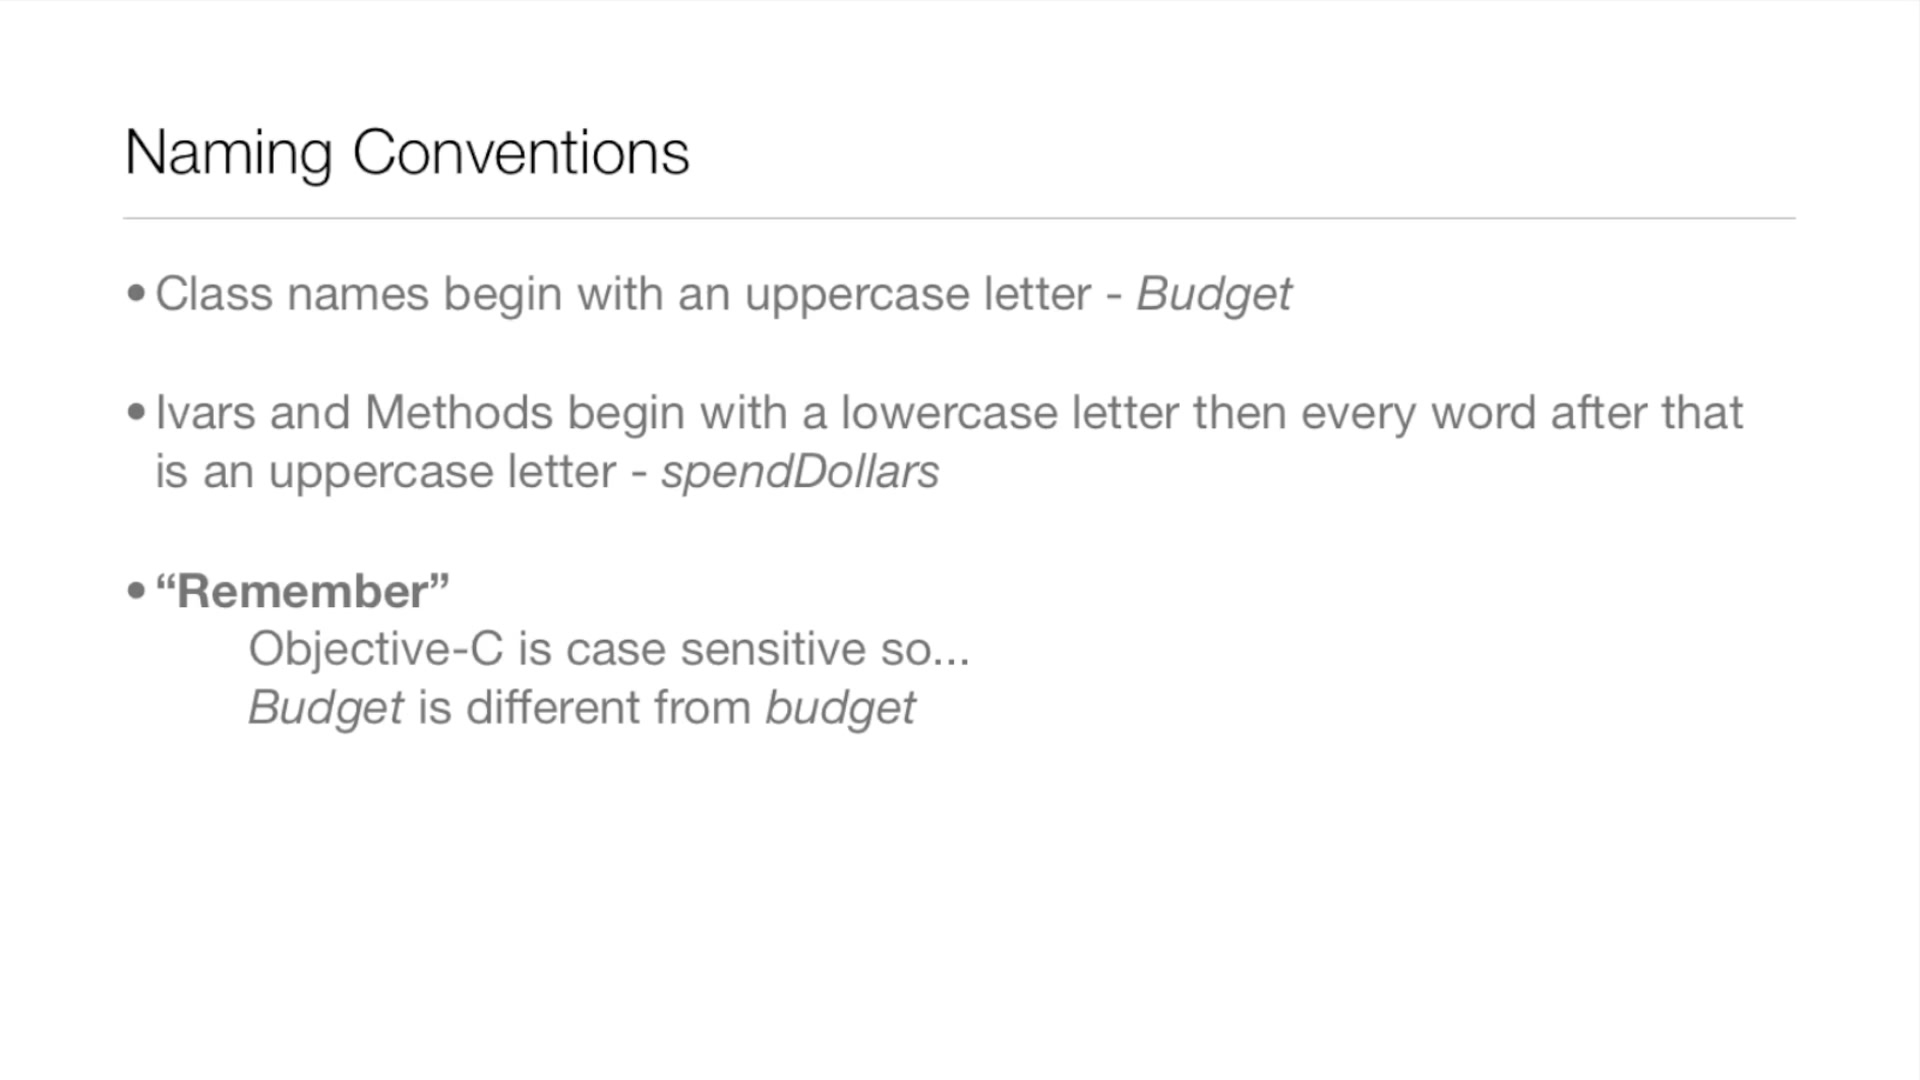 Naming Conventions
• Class names begin with an uppercase letter - Budget
• Ivars and Methods begin with a lowercase letter then every word after that
is an uppercase letter - spendDollars
• “Remember”
Objective-C is case sensitive so...
Budget is different from budget